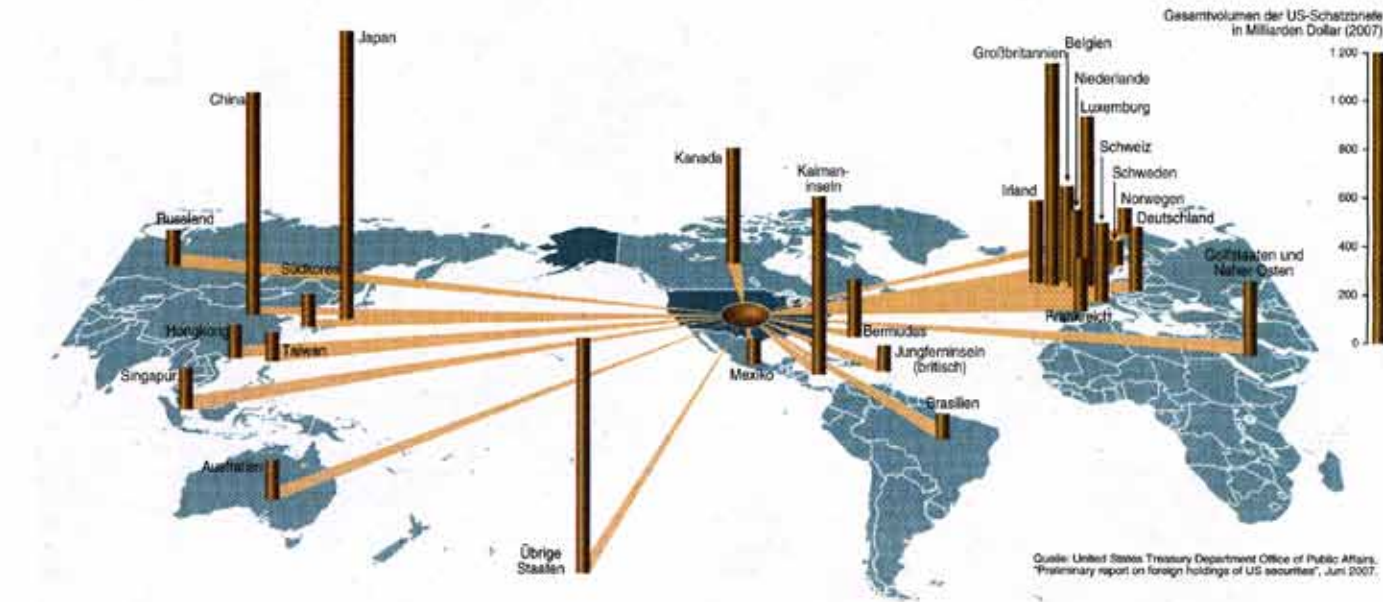 Gesamtvolumen der US-Schatzbriefe
in Milliarden Dollar (2007)
1 200
1 000
800
600
400
200
0
Japan
China
Russland
Südkorea
Hongkong
Taiwan
Singapur
Australien
Übrige
Staaten
Kanada
Kaiman-
inseln
Mexiko
Bermudas
Jungferninseln
(britisch)
Brasilien
Großbritannien
Belgien
Niederlande
Luxemburg
Schweiz
Schweden
Norwegen
Deutschland
Irland
Frankreich
Golfstaaten und
Naher Osten
Quelle: United States Treasury Department Office of Public Affairs,
"Preliminary report on foreign holdings of US securities", Juni 2007.